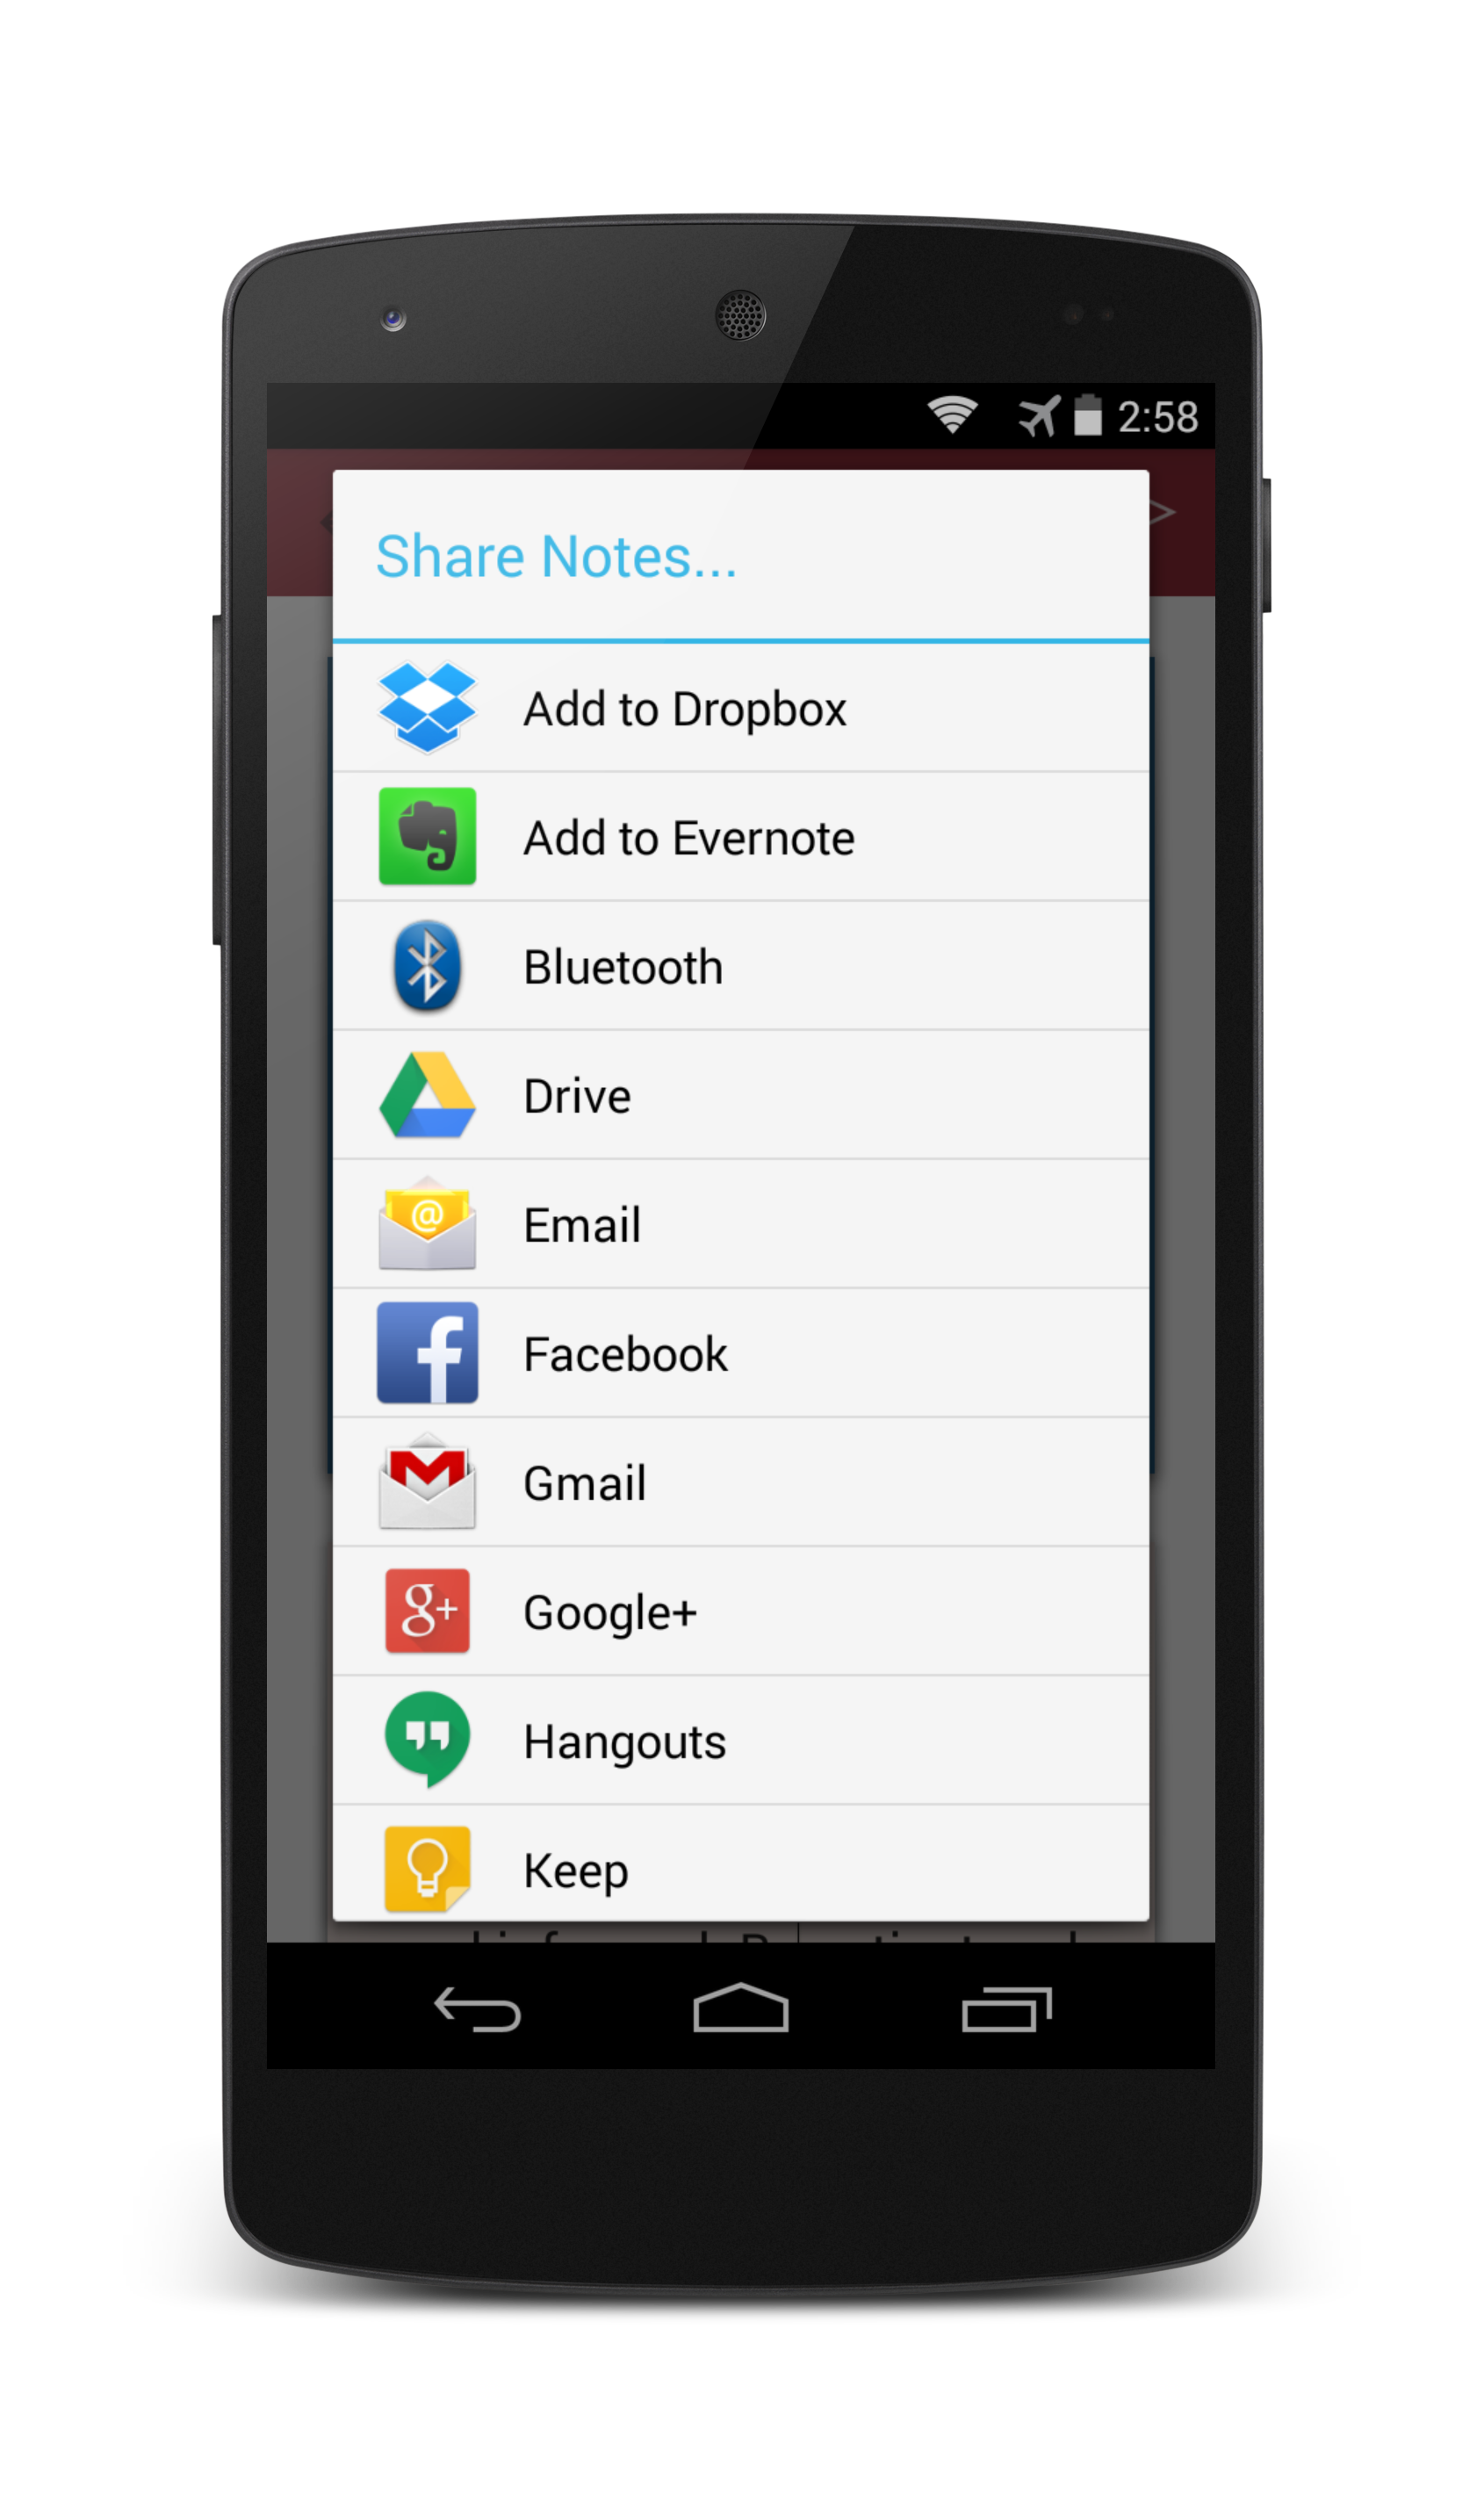 2:58
Share Notes...
Add to Dropbox
Add to Evernote
Bluetooth
Drive
@
Email
f
Facebook
M
Gmail
g+
Google+
Hangouts
Keep